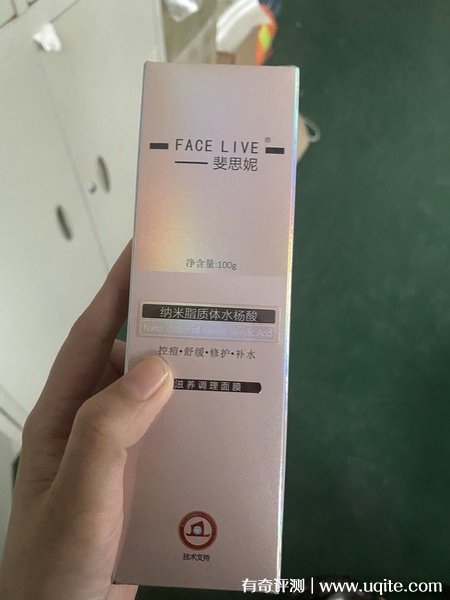 FACE LIVE®
斐思妮
净含量:100g
纳米脂质体水杨酸
控痘•舒缓•修护•补水
滋养调理面膜
技术支持
有奇评测 | www.uqite.com